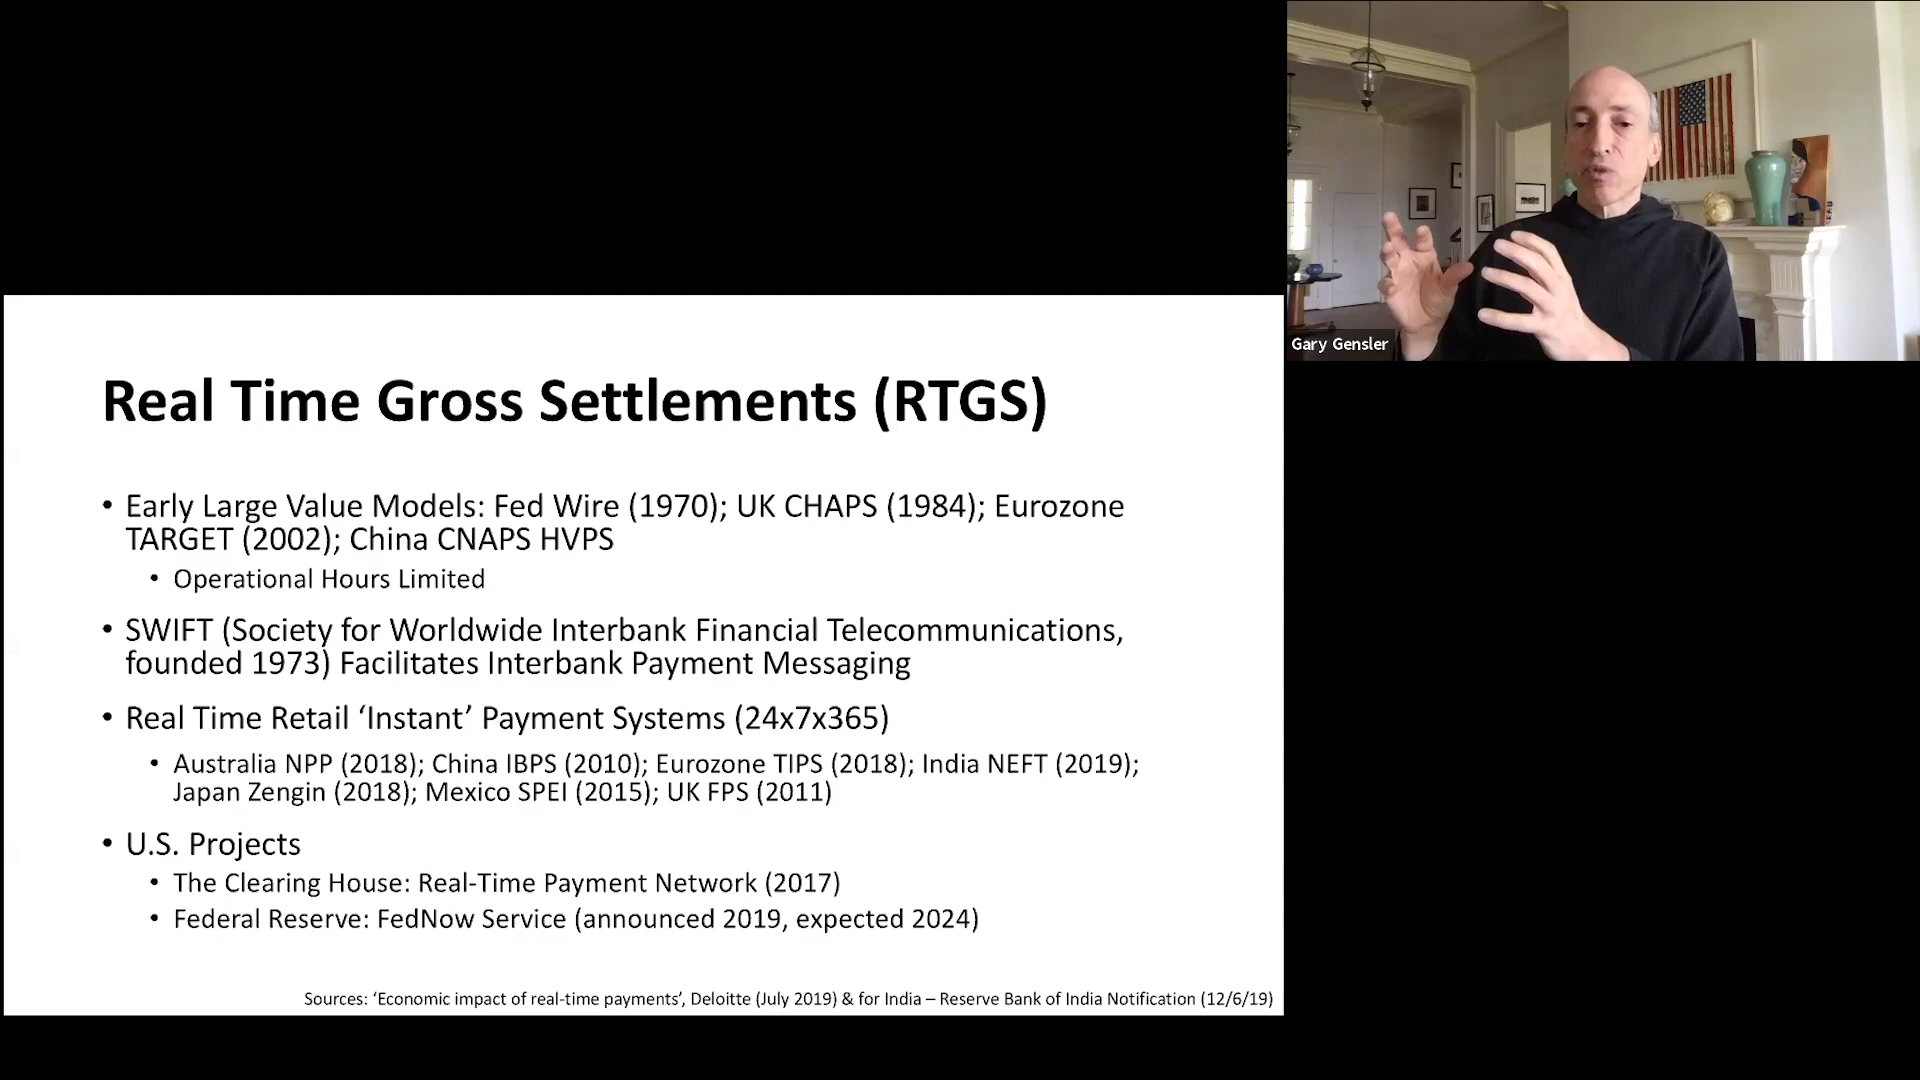 Gary Gensler
Real Time Gross Settlements (RTGS)
• Early Large Value Models: Fed Wire (1970); UK CHAPS (1984); Eurozone
TARGET (2002); China CNAPS HVPS
• Operational Hours Limited
• SWIFT (Society for Worldwide Interbank Financial Telecommunications,
founded 1973) Facilitates Interbank Payment Messaging
• Real Time Retail ‘Instant’ Payment Systems (24x7x365)
• Australia NPP (2018); China IBPS (2010); Eurozone TIPS (2018); India NEFT (2019);
Japan Zengin (2018); Mexico SPEI (2015); UK FPS (2011)
• U.S. Projects
• The Clearing House: Real-Time Payment Network (2017)
• Federal Reserve: FedNow Service (announced 2019, expected 2024)
Sources: ‘Economic impact of real-time payments’, Deloitte (July 2019) & for India – Reserve Bank of India Notification (12/6/19)